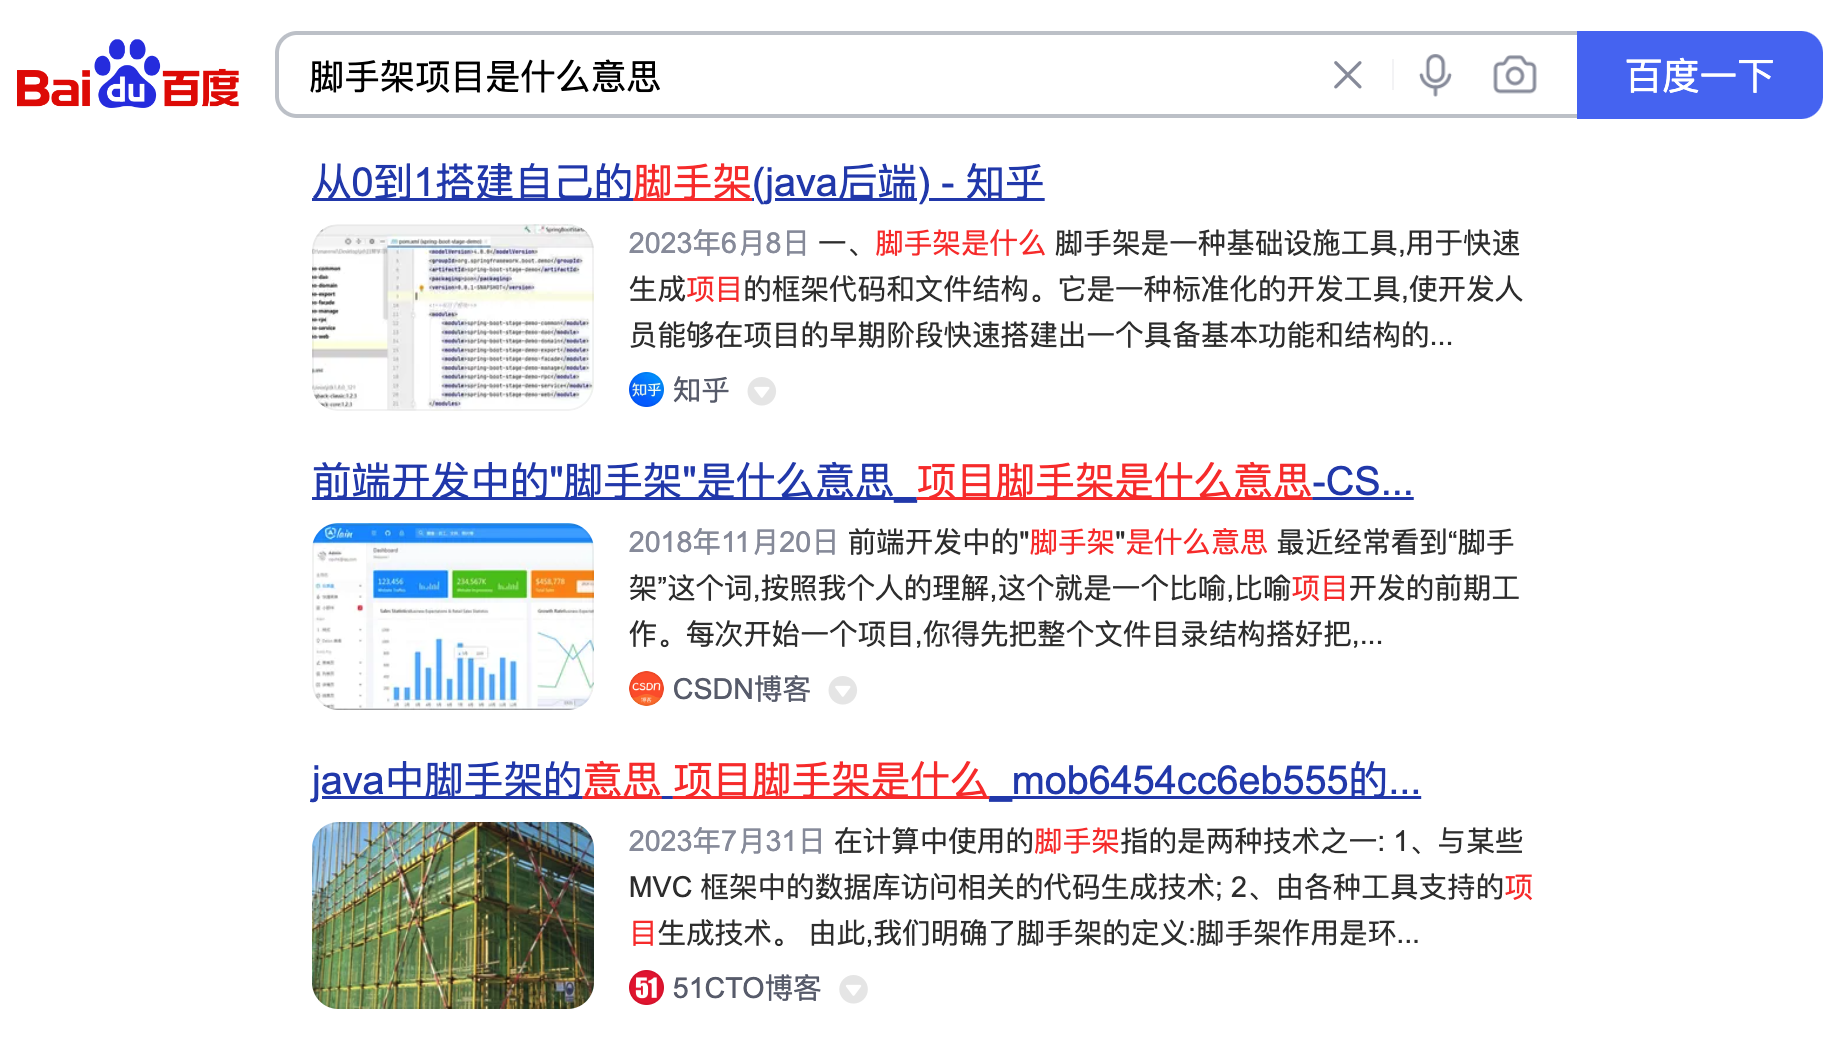 Bai du 百度
脚手架项目是什么意思
百度一下
从0到1搭建自己的脚手架(java后端) - 知乎
2023年6月8日 一、脚手架是什么 脚手架是一种基础设施工具,用于快速
生成项目的框架代码和文件结构。它是一种标准化的开发工具,使开发人
员能够在项目的早期阶段快速搭建出一个具备基本功能和结构的...
知乎 知乎
前端开发中的"脚手架"是什么意思_项目脚手架是什么意思-CS...
123,456
234,567K
$458,778
2018年11月20日 前端开发中的"脚手架"是什么意思 最近经常看到“脚手
架”这个词,按照我个人的理解,这个就是一个比喻,比喻项目开发的前期工
作。每次开始一个项目,你得先把整个文件目录结构搭好把,...
CSDN CSDN博客
java中脚手架的意思 项目脚手架是什么_mob6454cc6eb555的...
2023年7月31日 在计算中使用的脚手架指的是两种技术之一: 1、与某些
MVC 框架中的数据库访问相关的代码生成技术; 2、由各种工具支持的项
目生成技术。 由此,我们明确了脚手架的定义:脚手架作用是环...
51 51CTO博客